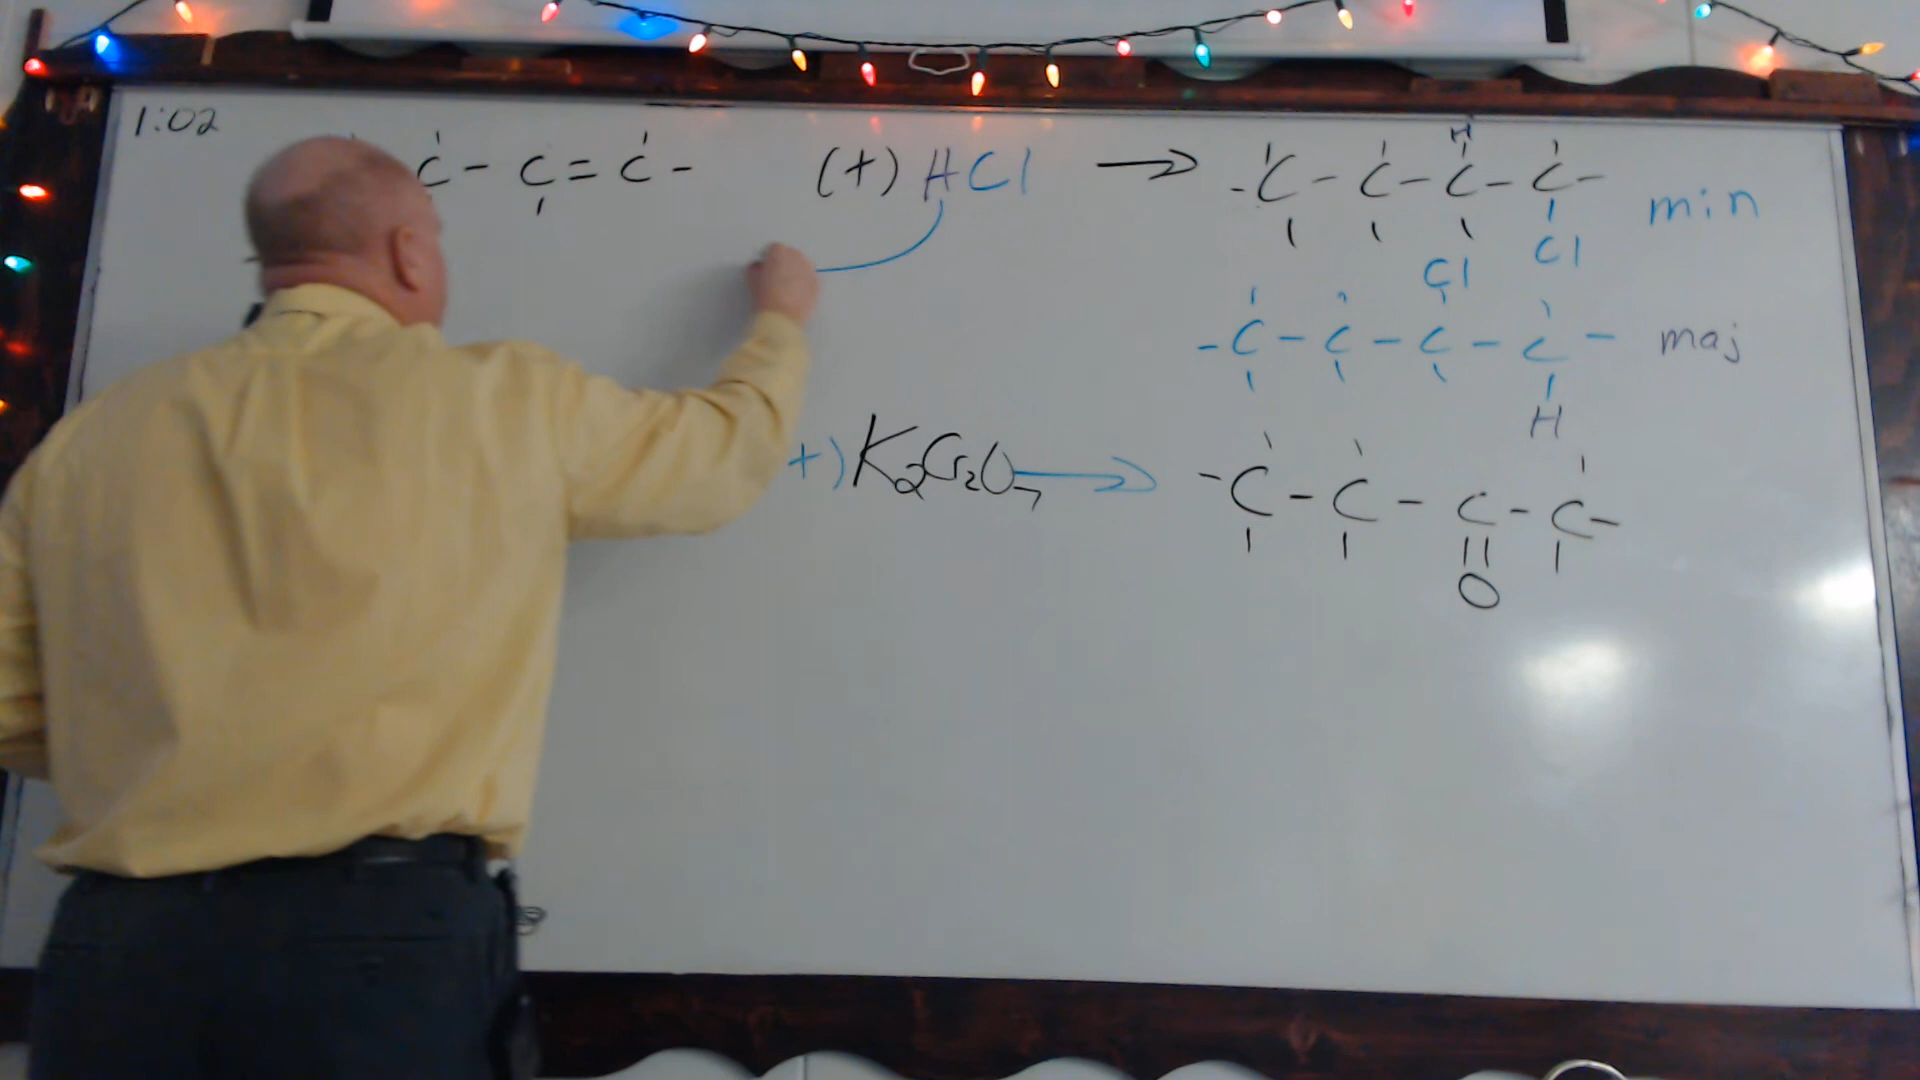 1:02
C - C = C - (+) HCl → - C - C - C - C - min
H
Cl
Cl
- C - C - C - C - maj
H
+) K2Cr2O7 → - C - C - C - C -
O